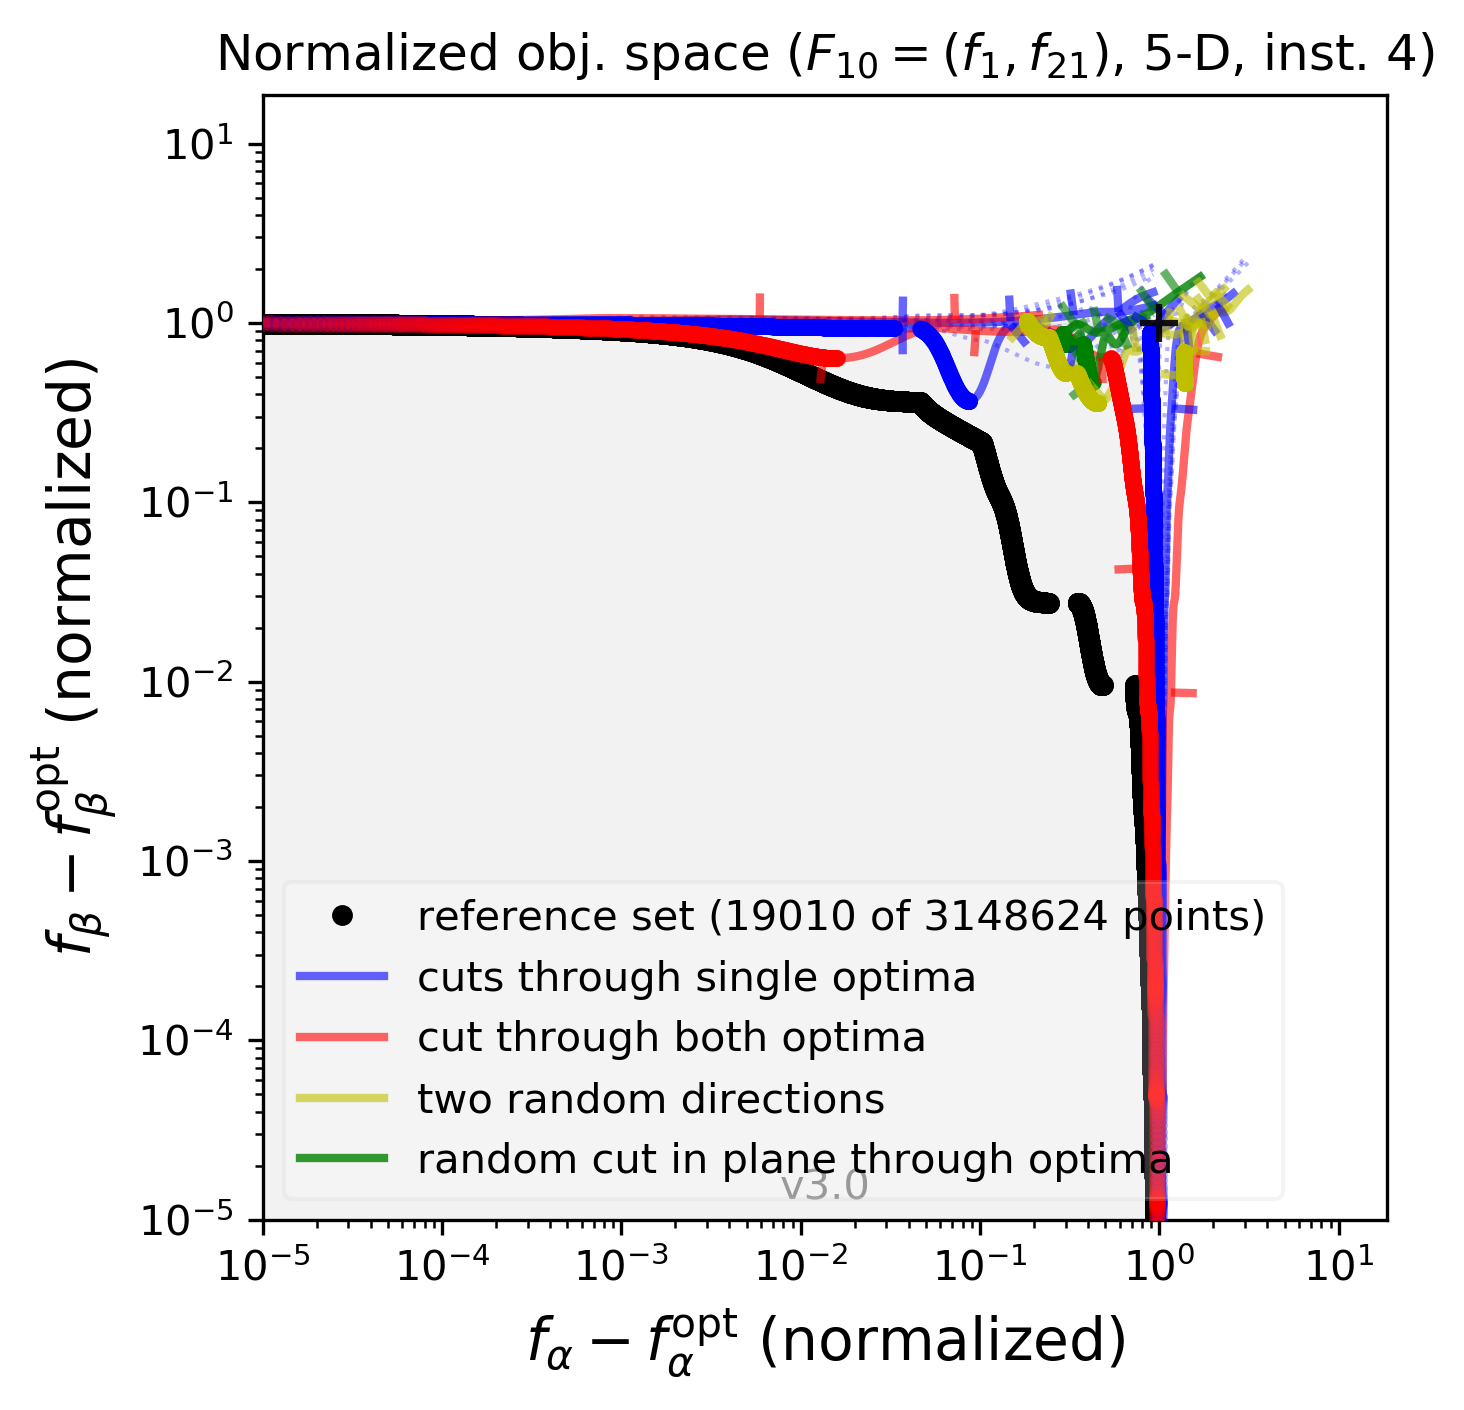 Normalized obj. space (F₁₀ = (f₁, f₂₁), 5-D, inst. 4)
f_β − f_β^opt (normalized)
10¹
10⁰
10⁻¹
10⁻²
10⁻³
10⁻⁴
10⁻⁵
reference set (19010 of 3148624 points)
cuts through single optima
cut through both optima
two random directions
random cut in plane through optima
v3.0
10⁻⁵ 10⁻⁴ 10⁻³ 10⁻² 10⁻¹ 10⁰ 10¹
f_α − f_α^opt (normalized)